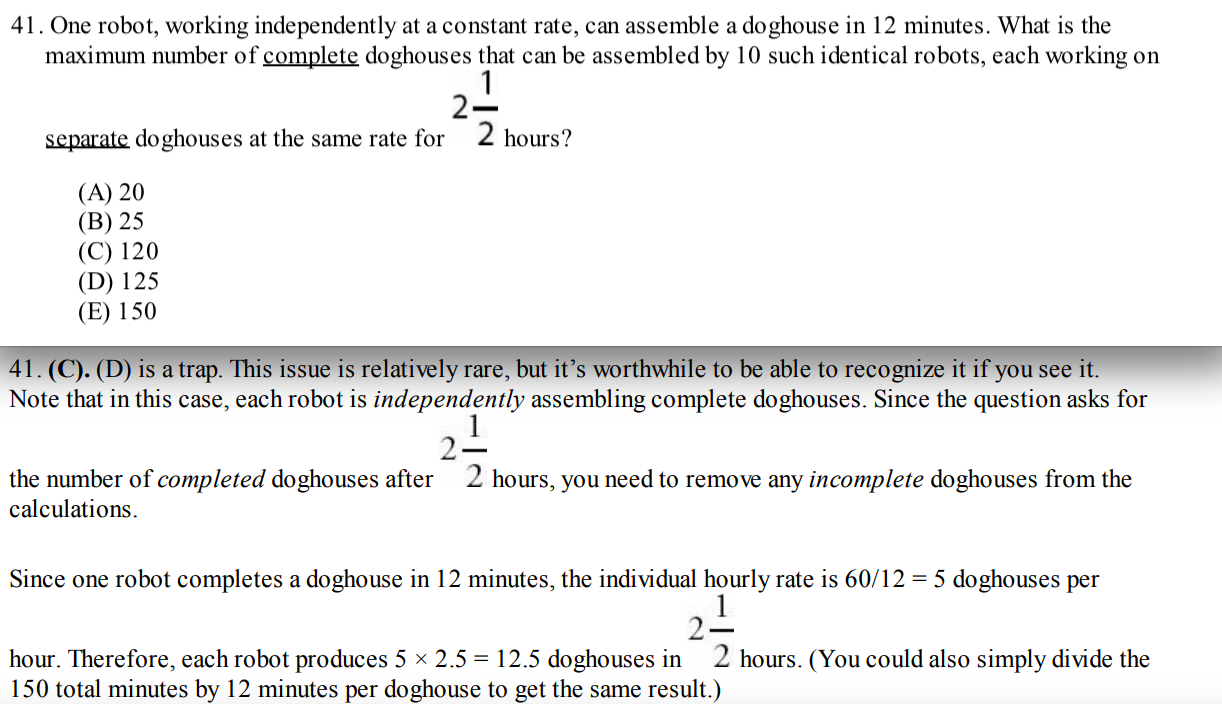 41. One robot, working independently at a constant rate, can assemble a doghouse in 12 minutes. What is the
maximum number of complete doghouses that can be assembled by 10 such identical robots, each working on
separate doghouses at the same rate for 2 1/2 hours?
(A) 20
(B) 25
(C) 120
(D) 125
(E) 150
41. (C). (D) is a trap. This issue is relatively rare, but it’s worthwhile to be able to recognize it if you see it.
Note that in this case, each robot is independently assembling complete doghouses. Since the question asks for
the number of completed doghouses after 2 1/2 hours, you need to remove any incomplete doghouses from the
calculations.
Since one robot completes a doghouse in 12 minutes, the individual hourly rate is 60/12 = 5 doghouses per
hour. Therefore, each robot produces 5 × 2.5 = 12.5 doghouses in 2 1/2 hours. (You could also simply divide the
150 total minutes by 12 minutes per doghouse to get the same result.)